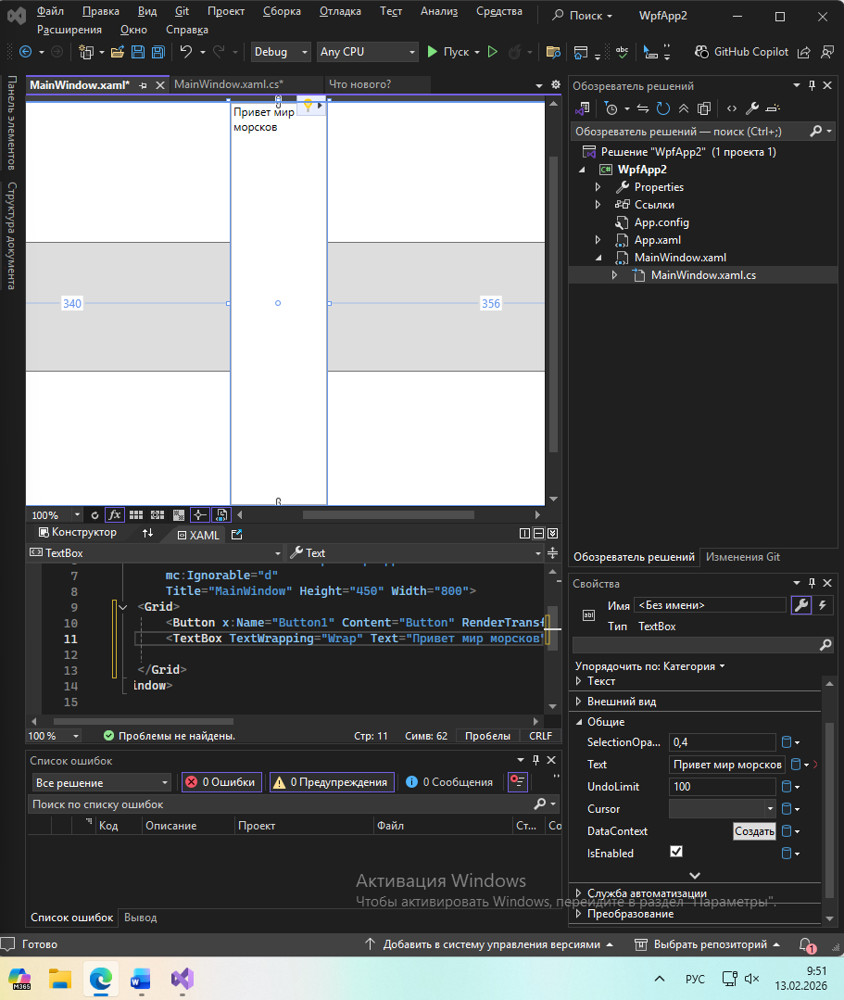 Файл Правка Вид Git Проект Сборка Отладка Тест Анализ Средства Поиск WpfApp2
Расширения Окно Справка
Debug Any CPU Пуск GitHub Copilot
Панель элементов
Структура документа
MainWindow.xaml* MainWindow.xaml.cs* Что нового?
Привет мир
морсков
340
356
100%
Конструктор XAML
TextBox Text
7 mc:Ignorable="d"
8 Title="MainWindow" Height="450" Width="800">
9 <Grid>
10 <Button x:Name="Button1" Content="Button" RenderTransf
11 <TextBox TextWrapping="Wrap" Text="Привет мир морсков"
12
13 </Grid>
14 indow>
15
100 % Проблемы не найдены. Стр: 11 Симв: 62 Пробелы CRLF
Список ошибок
Все решение 0 Ошибки 0 Предупреждения 0 Сообщения
Поиск по списку ошибок
Код Описание Проект Файл Ст... Со
Список ошибок Вывод
Обозреватель решений
Обозреватель решений — поиск (Ctrl+;)
Решение "WpfApp2" (1 проекта 1)
WpfApp2
Properties
Ссылки
App.config
App.xaml
MainWindow.xaml
MainWindow.xaml.cs
Обозреватель решений Изменения Git
Свойства
Имя <Без имени>
Тип TextBox
Упорядочить по: Категория
Текст
Внешний вид
Общие
SelectionOpa... 0,4
Text Привет мир морсков
UndoLimit 100
Cursor
DataContext Создать
IsEnabled
Служба автоматизации
Преобразование
Активация Windows
Чтобы активировать Windows, перейдите в раздел "Параметры".
Готово Добавить в систему управления версиями Выбрать репозиторий 1
M365 РУС 9:51
13.02.2026